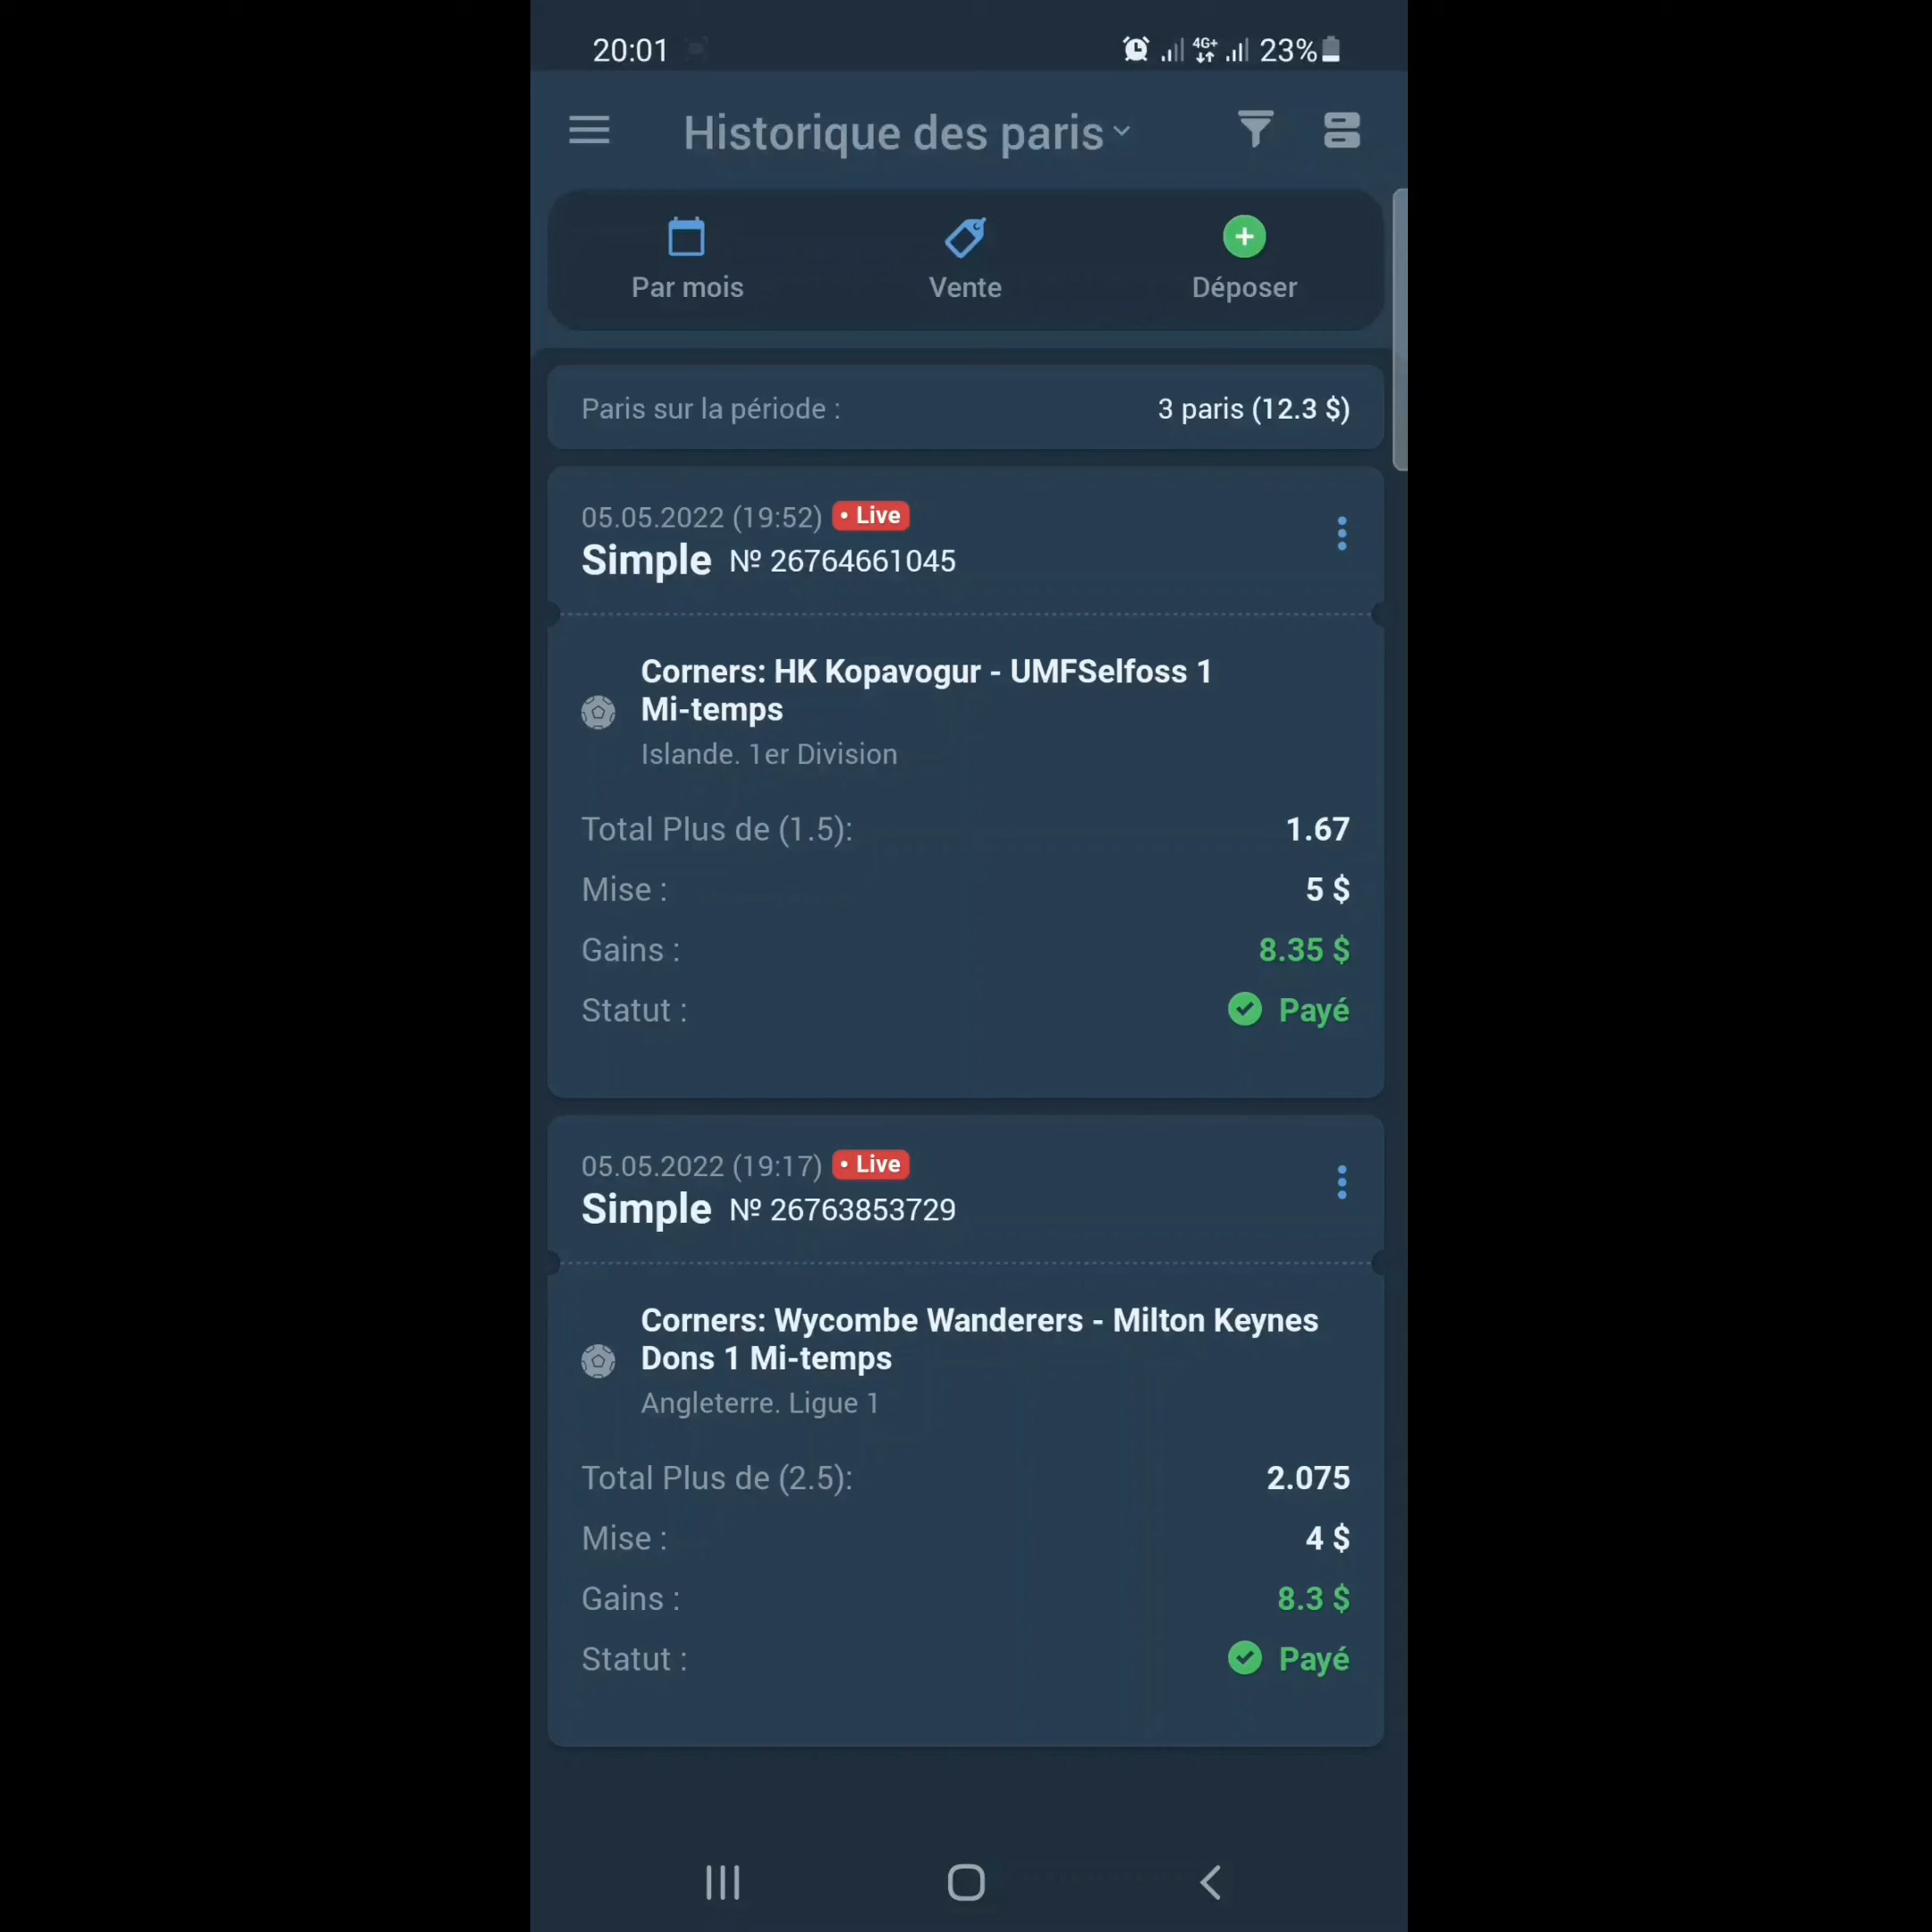 20:01
4G+ 23%
Historique des paris
Par mois Vente Déposer
Paris sur la période : 3 paris (12.3 $)
05.05.2022 (19:52) • Live
Simple № 26764661045
Corners: HK Kopavogur - UMFSelfoss 1
Mi-temps
Islande. 1er Division
Total Plus de (1.5): 1.67
Mise : 5 $
Gains : 8.35 $
Statut : Payé
05.05.2022 (19:17) • Live
Simple № 26763853729
Corners: Wycombe Wanderers - Milton Keynes
Dons 1 Mi-temps
Angleterre. Ligue 1
Total Plus de (2.5): 2.075
Mise : 4 $
Gains : 8.3 $
Statut : Payé